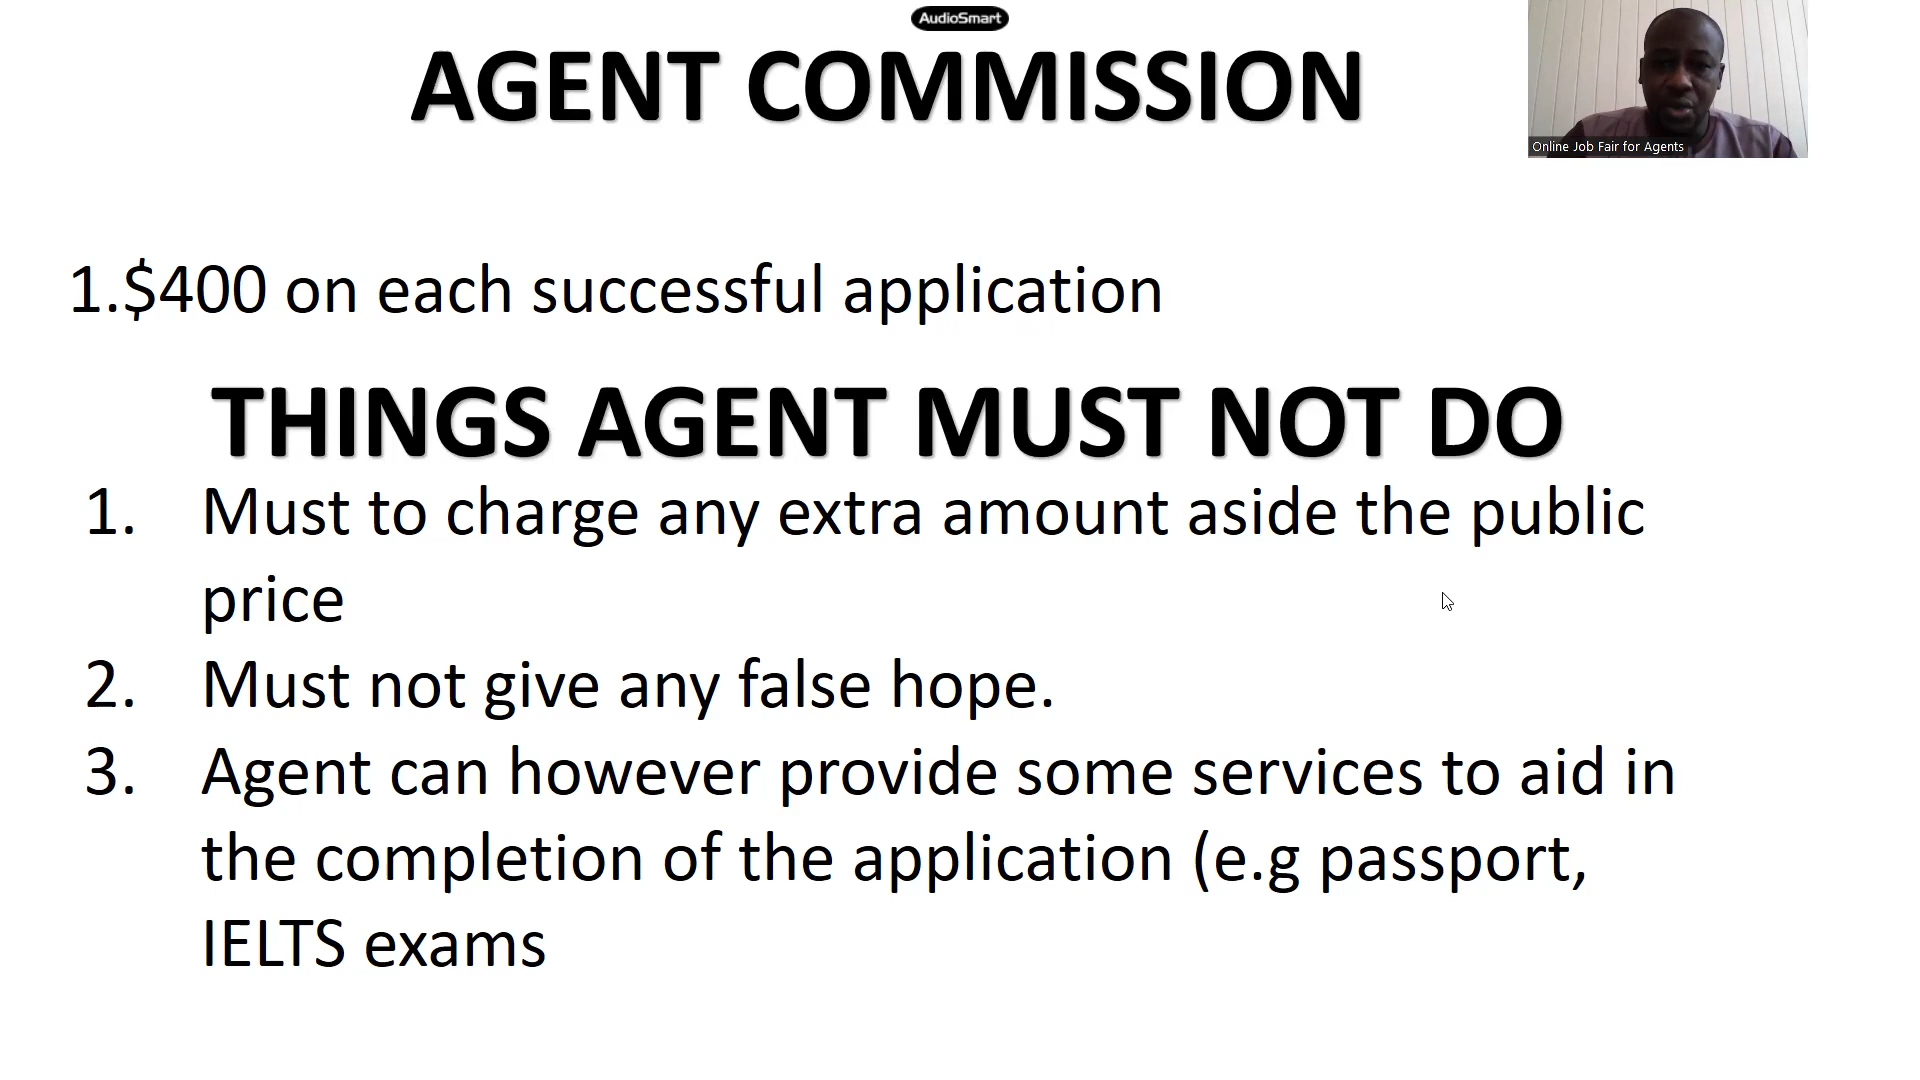 AudioSmart
AGENT COMMISSION
Online Job Fair for Agents
1.$400 on each successful application
THINGS AGENT MUST NOT DO
1. Must to charge any extra amount aside the public
price
2. Must not give any false hope.
3. Agent can however provide some services to aid in
the completion of the application (e.g passport,
IELTS exams